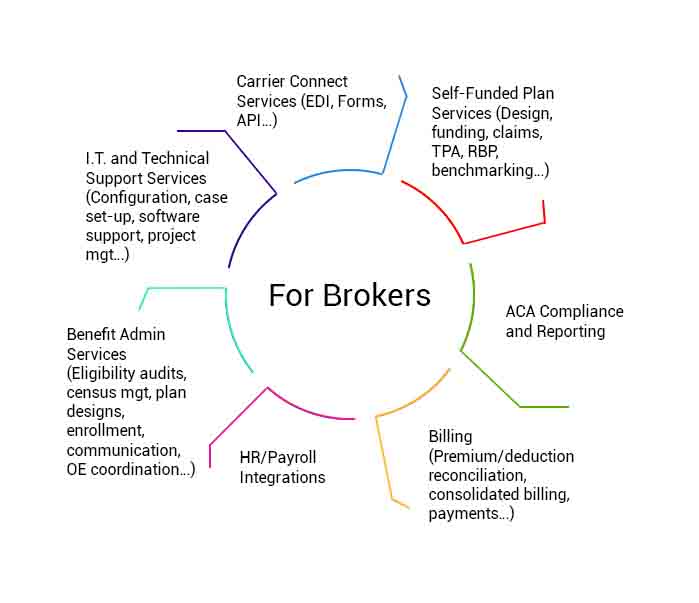 Carrier Connect
Services (EDI, Forms,
API...)
Self-Funded Plan
Services (Design,
funding, claims,
TPA, RBP,
benchmarking...)
I.T. and Technical
Support Services
(Configuration, case
set-up, software
support, project
mgt...)
For Brokers
ACA Compliance
and Reporting
Benefit Admin
Services
(Eligibility audits,
census mgt, plan
designs,
enrollment,
communication,
OE coordination...)
HR/Payroll
Integrations
Billing
(Premium/deduction
reconciliation,
consolidated billing,
payments...)